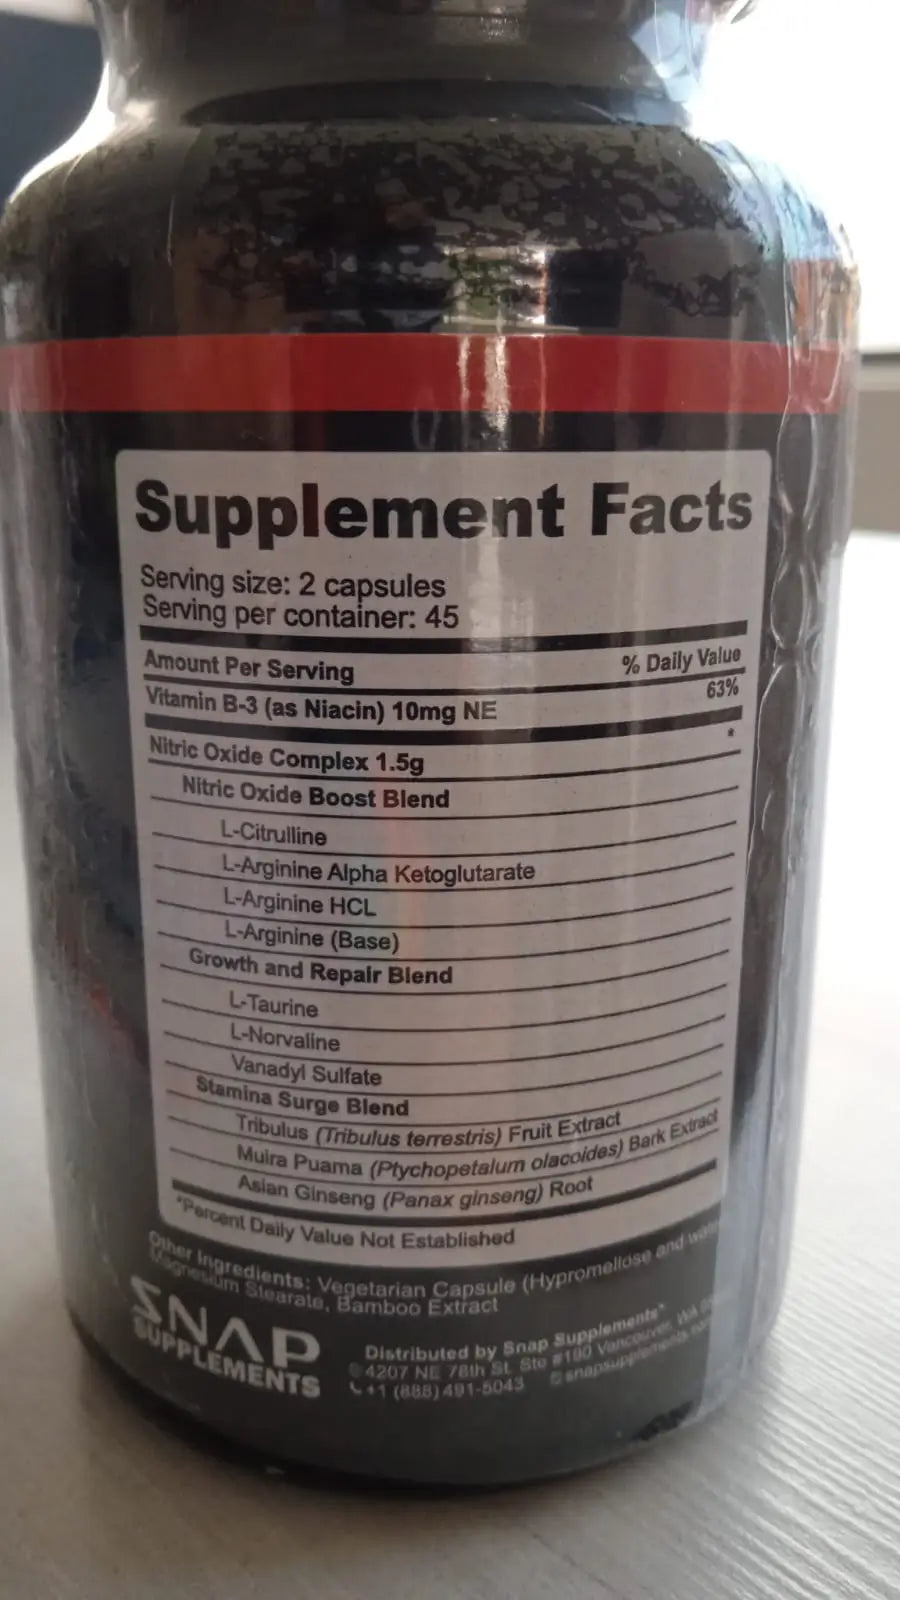 Supplement Facts
Serving size: 2 capsules
Serving per container: 45
Amount Per Serving % Daily Value
Vitamin B-3 (as Niacin) 10mg NE 63%
Nitric Oxide Complex 1.5g *
Nitric Oxide Boost Blend
L-Citrulline
L-Arginine Alpha Ketoglutarate
L-Arginine HCL
L-Arginine (Base)
Growth and Repair Blend
L-Taurine
L-Norvaline
Vanadyl Sulfate
Stamina Surge Blend
Tribulus (Tribulus terrestris) Fruit Extract
Muira Puama (Ptychopetalum olacoides) Bark Extract
Asian Ginseng (Panax ginseng) Root
*Percent Daily Value Not Established
Other Ingredients: Vegetarian Capsule (Hypromellose and
Magnesium Stearate, Bamboo Extract
SNAP
SUPPLEMENTS
Distributed by Snap Supplements
4207 NE 78th St. Ste #190 Vancouver, WA
+1 (888) 491-5043 snapsupplements